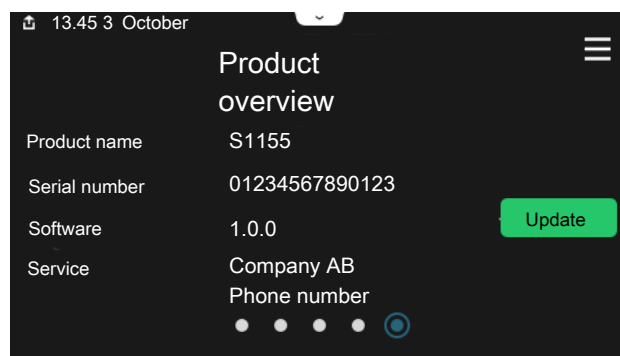 13.45 3 October
Product
overview
Product name S1155
Serial number 01234567890123
Software 1.0.0
Update
Service Company AB
Phone number